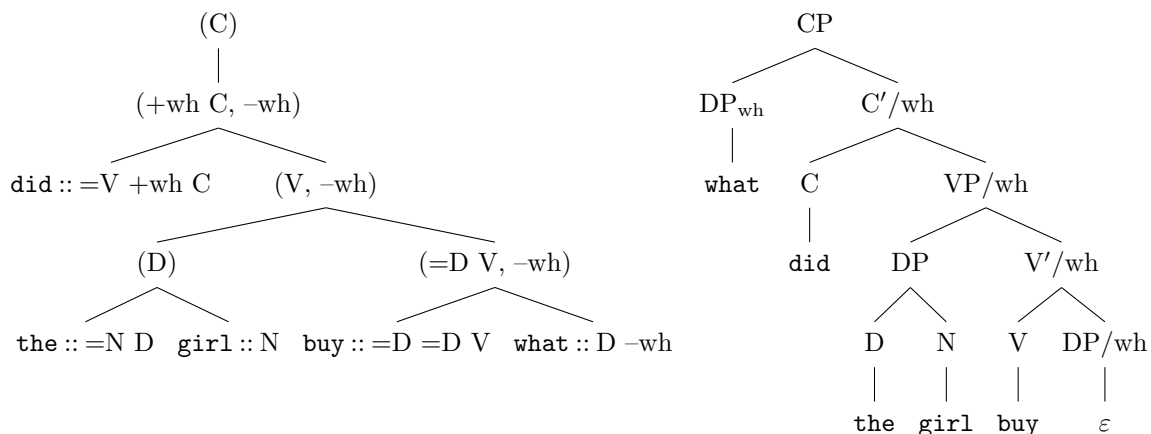 (C) CP
(+wh C, –wh) DP_wh C′/wh
did :: =V +wh C (V, –wh) what C VP/wh
(D) (=D V, –wh) did DP V′/wh
the :: =N D girl :: N buy :: =D =D V what :: D –wh D N V DP/wh
the girl buy ε